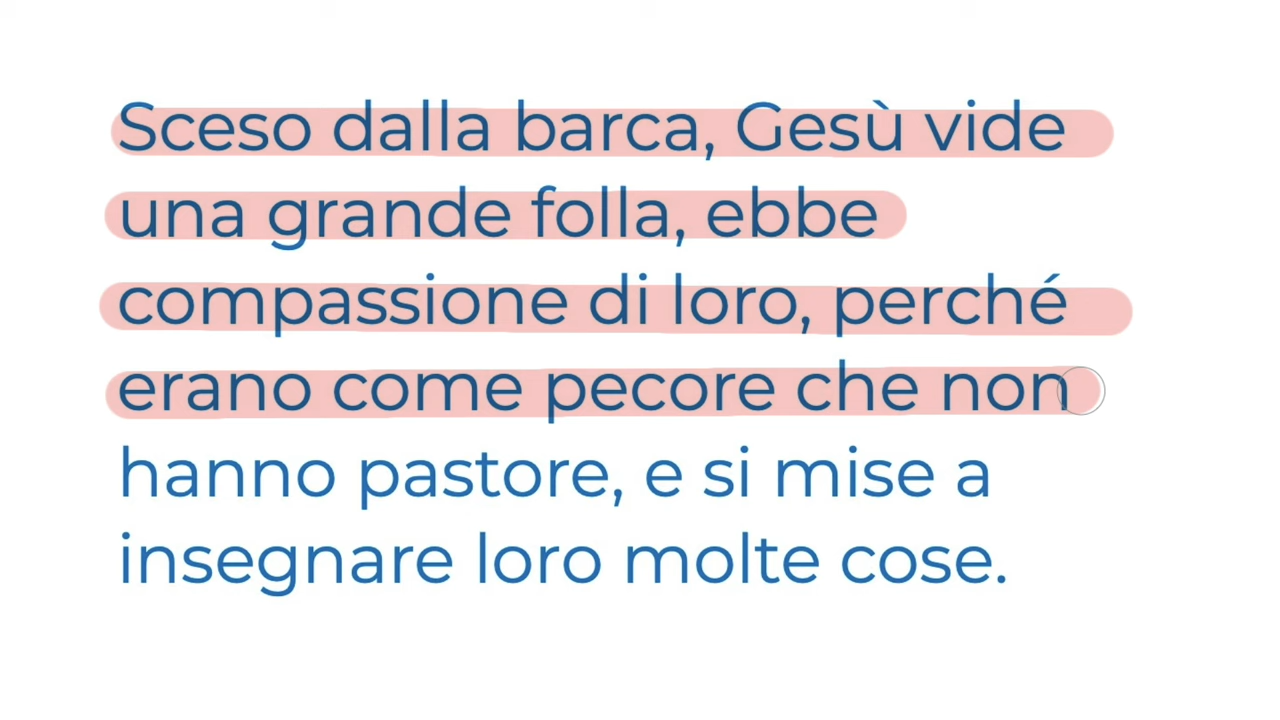 Sceso dalla barca, Gesù vide
una grande folla, ebbe
compassione di loro, perché
erano come pecore che non
hanno pastore, e si mise a
insegnare loro molte cose.